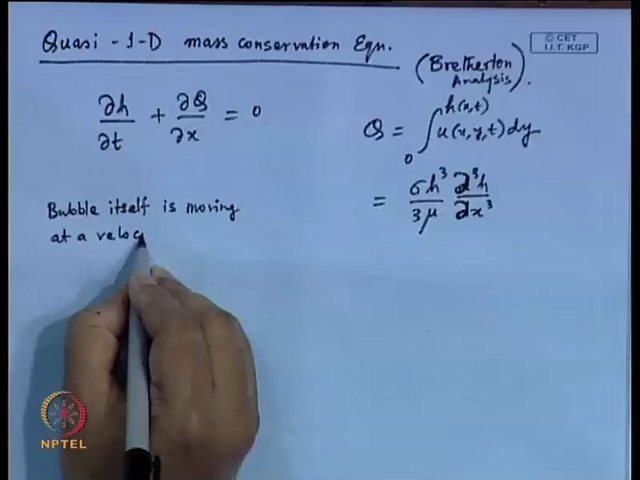 Quasi - 1-D mass conservation Eqn.
© CET
I.I.T. KGP
(Bretherton
Analysis).
∂h/∂t + ∂Q/∂x = 0
Q = ∫₀^h(x,t) u(x,y,t) dy
= σh³/3μ ∂³h/∂x³
Bubble itself is moving
at a veloc
NPTEL